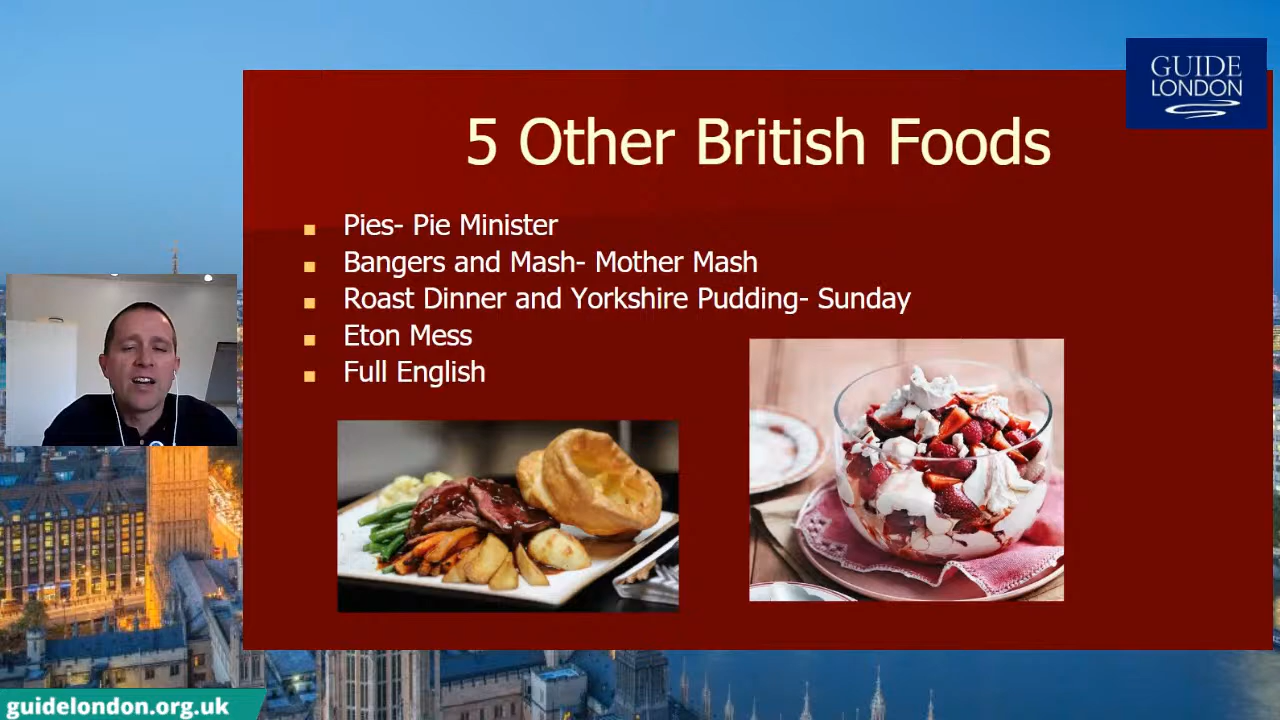 GUIDE
LONDON
5 Other British Foods
Pies- Pie Minister
Bangers and Mash- Mother Mash
Roast Dinner and Yorkshire Pudding- Sunday
Eton Mess
Full English
guidelondon.org.uk